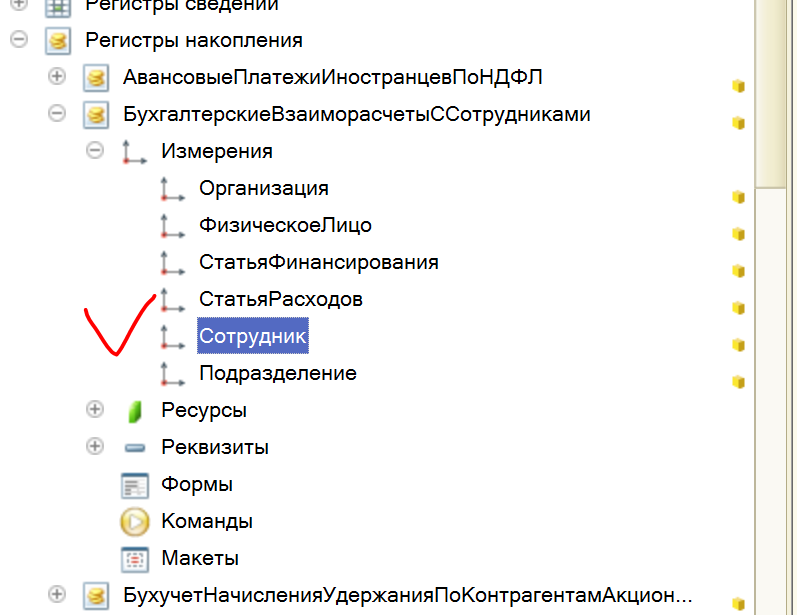 Регистры сведений
Регистры накопления
АвансовыеПлатежиИностранцевПоНДФЛ
БухгалтерскиеВзаиморасчетыССотрудниками
Измерения
Организация
ФизическоеЛицо
СтатьяФинансирования
СтатьяРасходов
Сотрудник
Подразделение
Ресурсы
Реквизиты
Формы
Команды
Макеты
БухучетНачисленияУдержанияПоКонтрагентамАкцион...